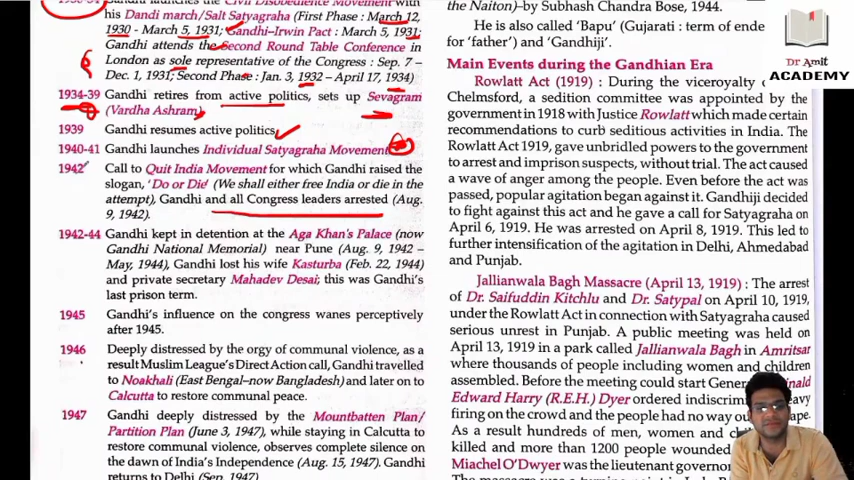 Gandhi launches the Civil Disobedience Movement with
his Dandi march/Salt Satyagraha (First Phase : March 12,
1930 - March 5, 1931; Gandhi-Irwin Pact : March 5, 1931;
Gandhi attends the Second Round Table Conference in
London as sole representative of the Congress : Sep. 7 –
Dec. 1, 1931; Second Phase : Jan. 3, 1932 – April 17, 1934)
1934-39 Gandhi retires from active politics, sets up Sevagram
(Vardha Ashram)
1939 Gandhi resumes active politics
1940-41 Gandhi launches Individual Satyagraha Movement
1942 Call to Quit India Movement for which Gandhi raised the
slogan, 'Do or Die' (We shall either free India or die in the
attempt), Gandhi and all Congress leaders arrested (Aug.
9, 1942).
1942-44 Gandhi kept in detention at the Aga Khan's Palace (now
Gandhi National Memorial) near Pune (Aug. 9, 1942 –
May, 1944), Gandhi lost his wife Kasturba (Feb. 22, 1944)
and private secretary Mahadev Desai; this was Gandhi's
last prison term.
1945 Gandhi's influence on the congress wanes perceptively
after 1945.
1946 Deeply distressed by the orgy of communal violence, as a
result Muslim League's Direct Action call, Gandhi travelled
to Noakhali (East Bengal–now Bangladesh) and later on to
Calcutta to restore communal peace.
1947 Gandhi deeply distressed by the Mountbatten Plan/
Partition Plan (June 3, 1947), while staying in Calcutta to
restore communal violence, observes complete silence on
the dawn of India's Independence (Aug. 15, 1947). Gandhi
returns to Delhi (Sep. 1947)
the Naiton) by Subhash Chandra Bose, 1944.
He is also called 'Bapu' (Gujarati : term of ende
for 'father') and 'Gandhiji'.
Main Events during the Gandhian Era
Rowlatt Act (1919) : During the viceroyalty
Chelmsford, a sedition committee was appointed by
government in 1918 with Justice Rowlatt which made certain
recommendations to curb seditious activities in India. The
Rowlatt Act 1919, gave unbridled powers to the government
to arrest and imprison suspects, without trial. The act caused
a wave of anger among the people. Even before the act was
passed, popular agitation began against it. Gandhiji decided
to fight against this act and he gave a call for Satyagraha on
April 6, 1919. He was arrested on April 8, 1919. This led to
further intensification of the agitation in Delhi, Ahmedabad
and Punjab.
Jallianwala Bagh Massacre (April 13, 1919) : The arrest
of Dr. Saifuddin Kitchlu and Dr. Satypal on April 10, 1919,
under the Rowlatt Act in connection with Satyagraha caused
serious unrest in Punjab. A public meeting was held on
April 13, 1919 in a park called Jallianwala Bagh in Amritsar
where thousands of people including women and children
assembled. Before the meeting could start General
Edward Harry (R.E.H.) Dyer ordered indiscrim
firing on the crowd and the people had no way ou
As a result hundreds of men, women and
killed and more than 1200 people wounded
Miachel O'Dwyer was the lieutenant governor
Dr Amit
ACADEMY